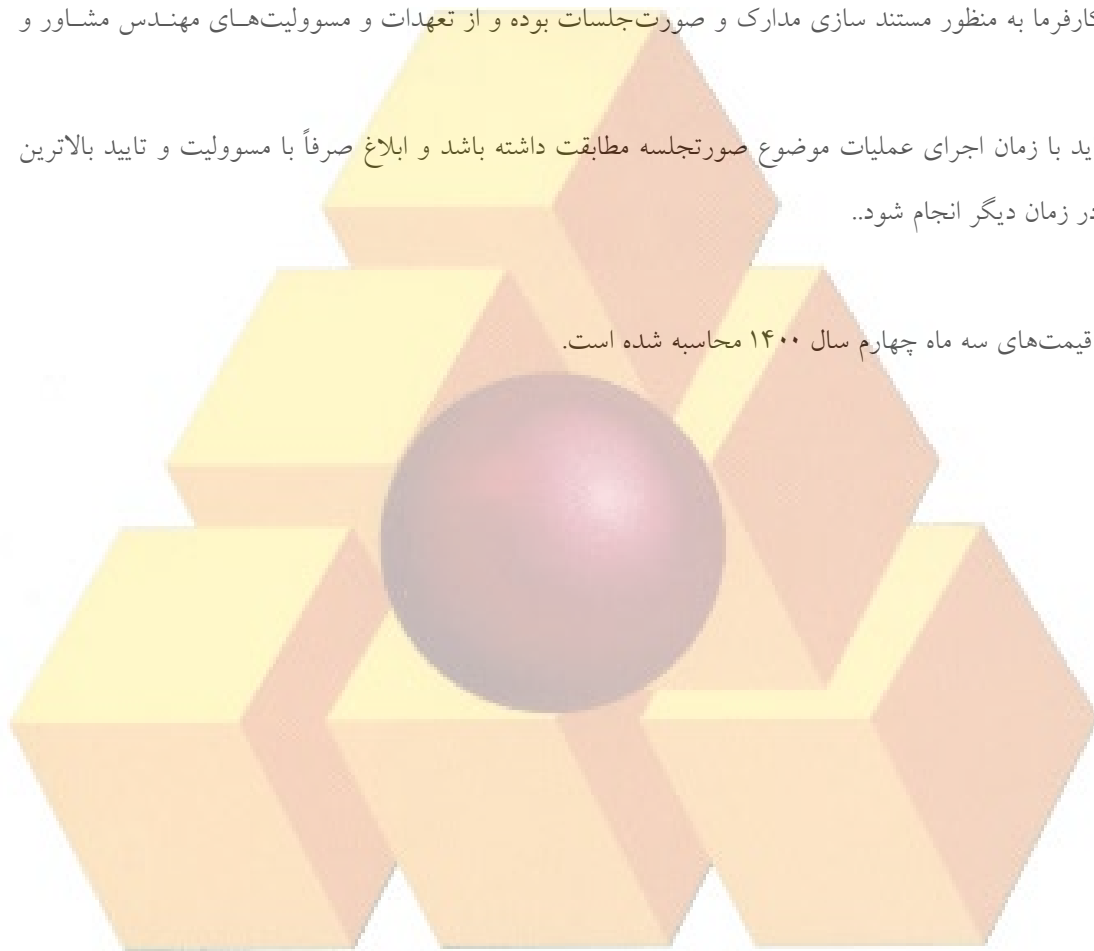 کارفرما به منظور مستند سازی مدارک و صورت‌جلسات بوده و از تعهدات و مسوولیت‌هــای مهنـدس مشــاور و
ید با زمان اجرای عملیات موضوع صورتجلسه مطابقت داشته باشد و ابلاغ صرفاً با مسوولیت و تایید بالاترین
در زمان دیگر انجام شود..
قیمت‌های سه ماه چهارم سال ۱۴۰۰ محاسبه شده است.